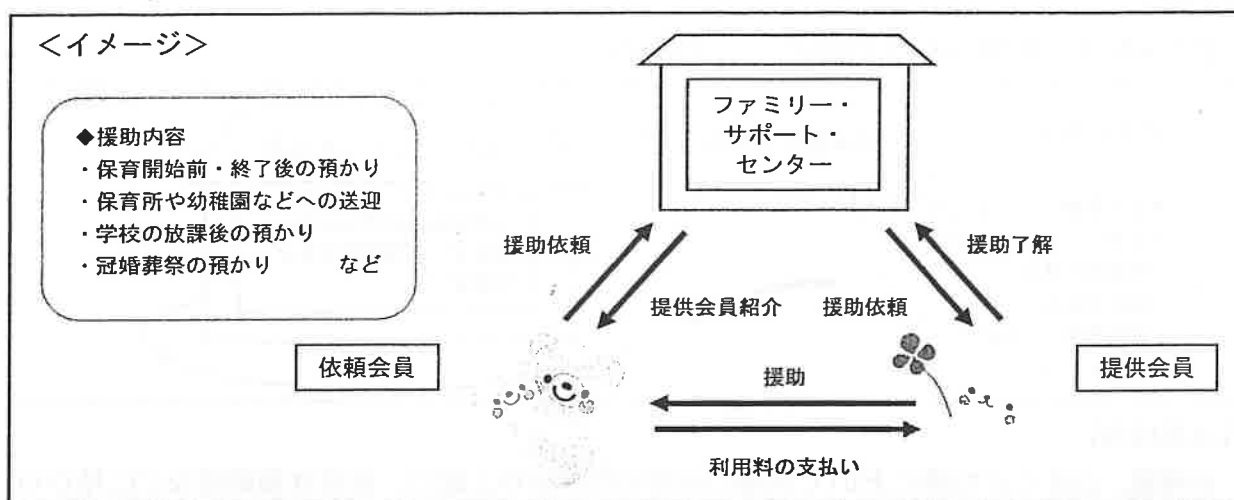 ＜イメージ＞
ファミリー・
サポート・
センター
◆援助内容
・保育開始前・終了後の預かり
・保育所や幼稚園などへの送迎
・学校の放課後の預かり
・冠婚葬祭の預かり　　　など
援助依頼
援助了解
提供会員紹介
援助依頼
依頼会員
提供会員
援助
利用料の支払い